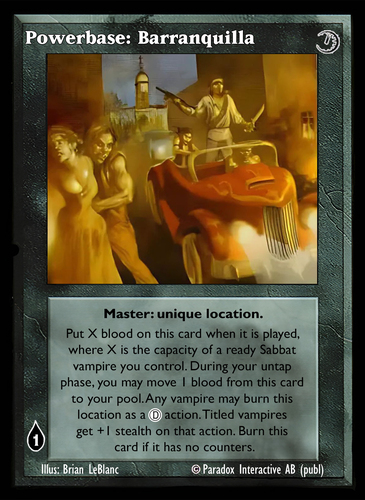 Powerbase: Barranquilla
Master: unique location.
Put X blood on this card when it is played,
where X is the capacity of a ready Sabbat
vampire you control. During your untap
phase, you may move 1 blood from this card
to your pool. Any vampire may burn this
location as a D action. Titled vampires
get +1 stealth on that action. Burn this
card if it has no counters.
1
Illus: Brian LeBlanc © Paradox Interactive AB (publ)